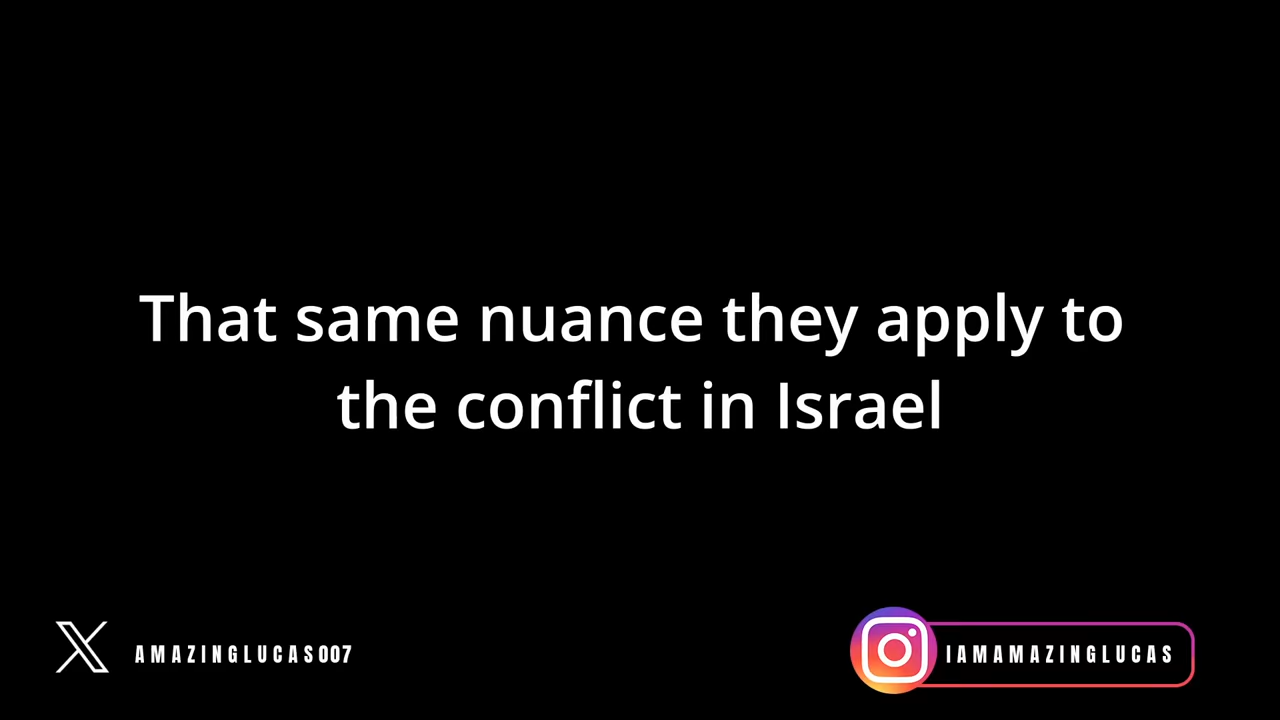 That same nuance they apply to
the conflict in Israel
AMAZINGLUCAS007
IAMAMAZINGLUCAS